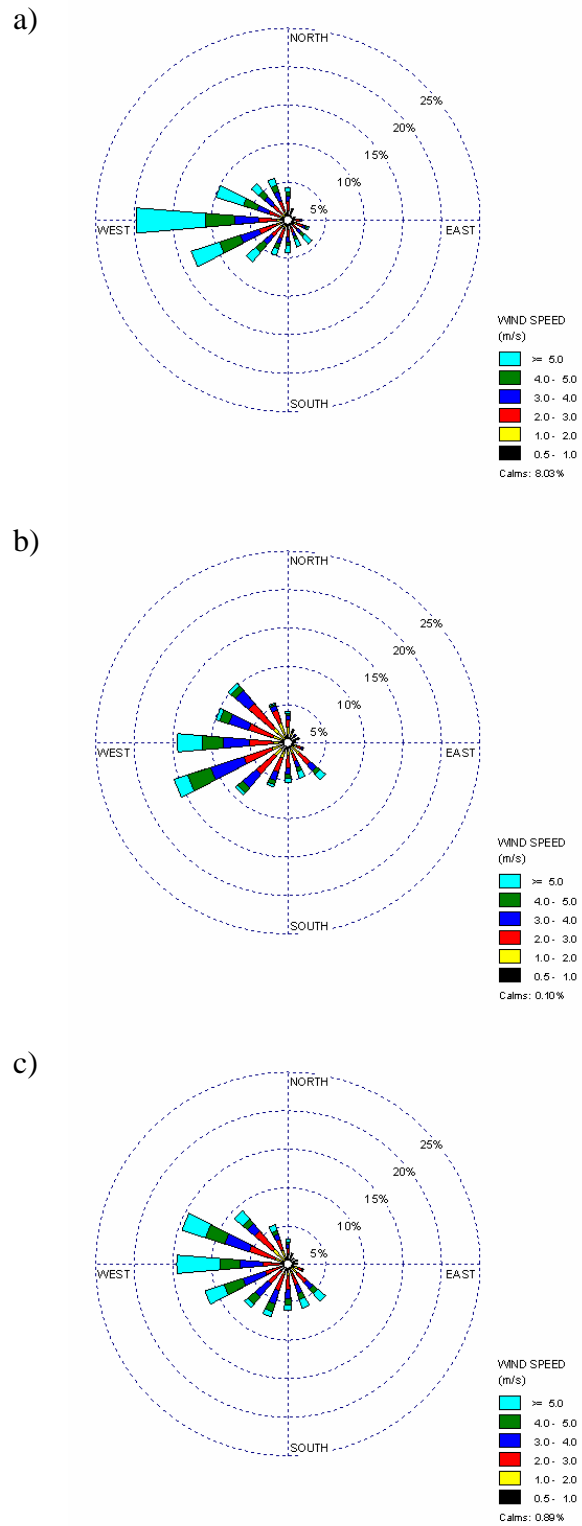 a)
NORTH
25%
20%
15%
10%
5%
WEST
EAST
WIND SPEED
(m/s)
>= 5.0
4.0 - 5.0
3.0 - 4.0
2.0 - 3.0
1.0 - 2.0
0.5 - 1.0
SOUTH
Calms: 8.03%
b)
NORTH
25%
20%
15%
10%
5%
WEST
EAST
WIND SPEED
(m/s)
>= 5.0
4.0 - 5.0
3.0 - 4.0
2.0 - 3.0
SOUTH
1.0 - 2.0
0.5 - 1.0
Calms: 0.10%
c)
NORTH
25%
20%
15%
10%
5%
WEST
EAST
WIND SPEED
(m/s)
>= 5.0
4.0 - 5.0
3.0 - 4.0
SOUTH
2.0 - 3.0
1.0 - 2.0
0.5 - 1.0
Calms: 0.89%